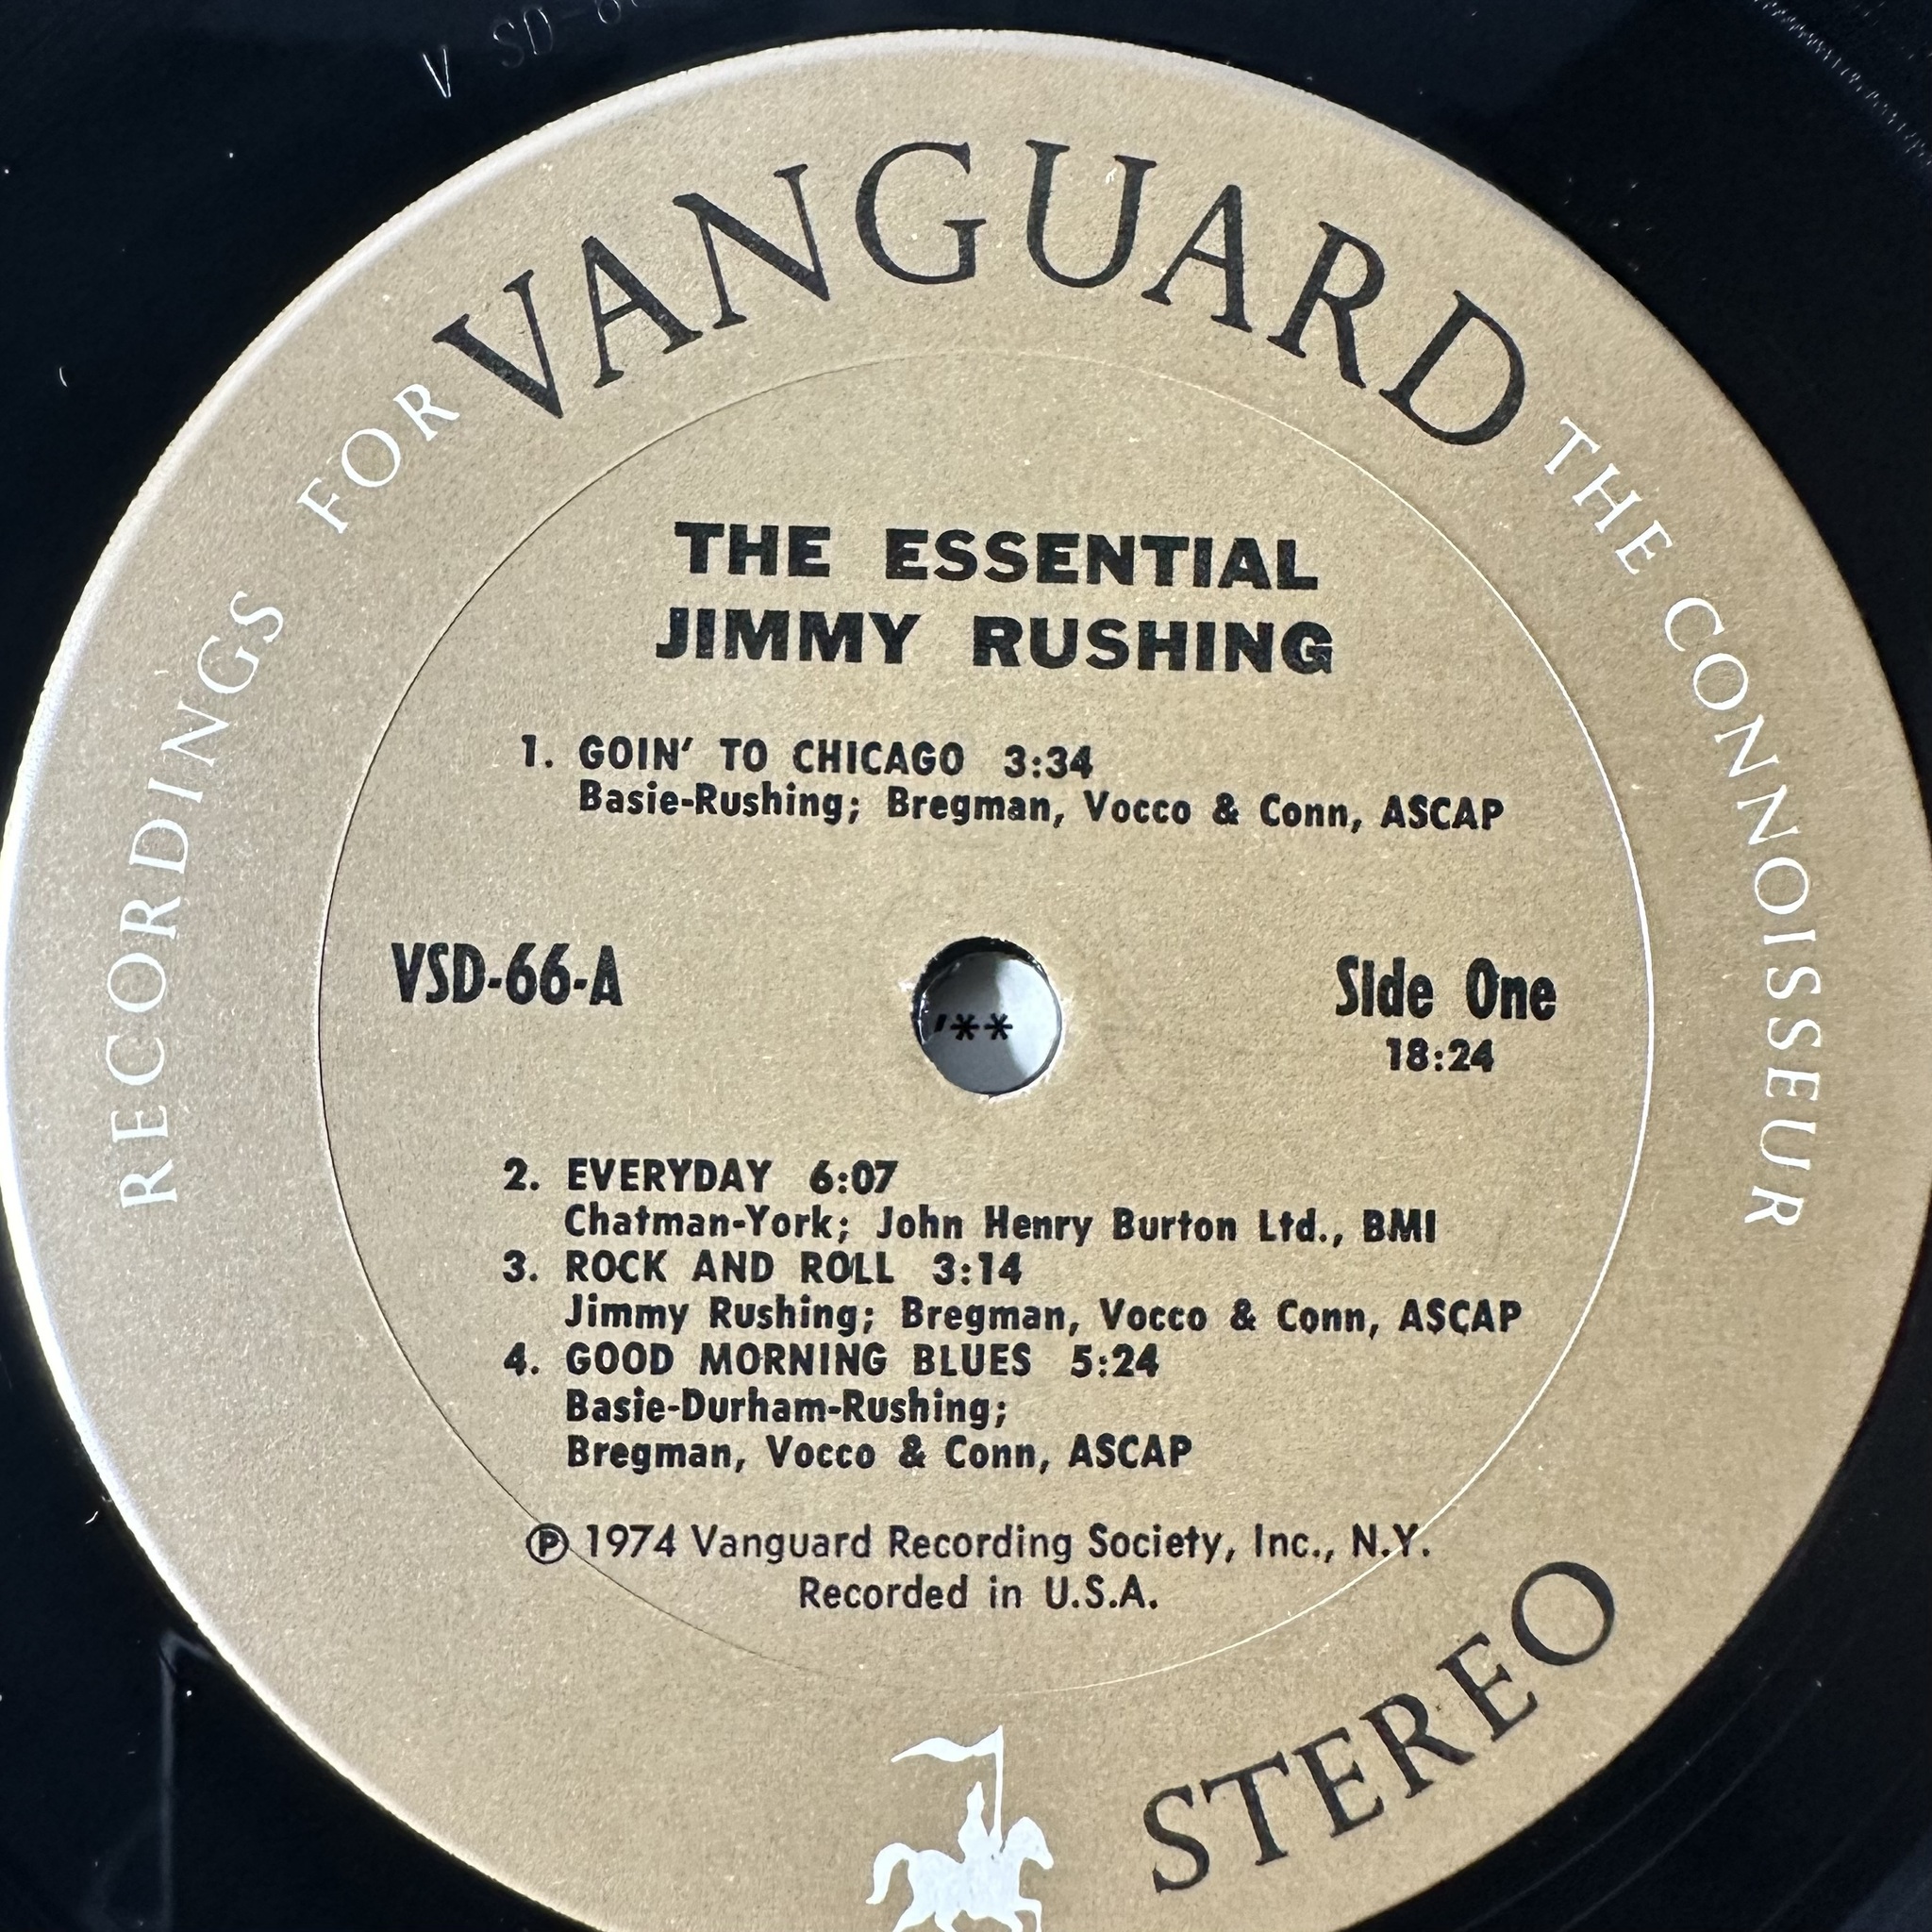 V SD-6
RECORDINGS FOR VANGUARD THE CONNOISSEUR
THE ESSENTIAL
JIMMY RUSHING
1. GOIN' TO CHICAGO 3:34
Basie-Rushing; Bregman, Vocco & Conn, ASCAP
VSD-66-A
Side One
18:24
'**
2. EVERYDAY 6:07
Chatman-York; John Henry Burton Ltd., BMI
3. ROCK AND ROLL 3:14
Jimmy Rushing; Bregman, Vocco & Conn, ASCAP
4. GOOD MORNING BLUES 5:24
Basie-Durham-Rushing;
Bregman, Vocco & Conn, ASCAP
Ⓟ 1974 Vanguard Recording Society, Inc., N.Y.
Recorded in U.S.A.
STEREO